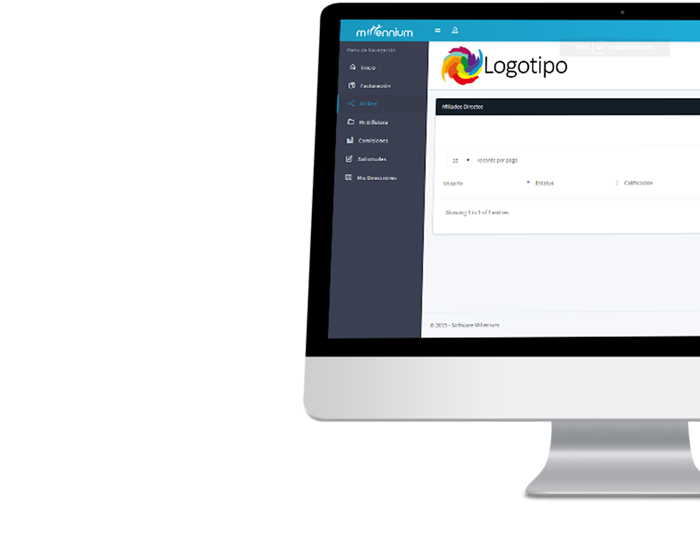 millennium
Menú de Navegación
Inicio
Facturación
Mi Red
Mi Billetera
Comisiones
Solicitudes
Mis Direcciones
Logotipo
Afiliados Directos
25 records per page
Usuario Estatus Calificación
Showing 1 to 1 of 1 entries
© 2015 - Software Millennium